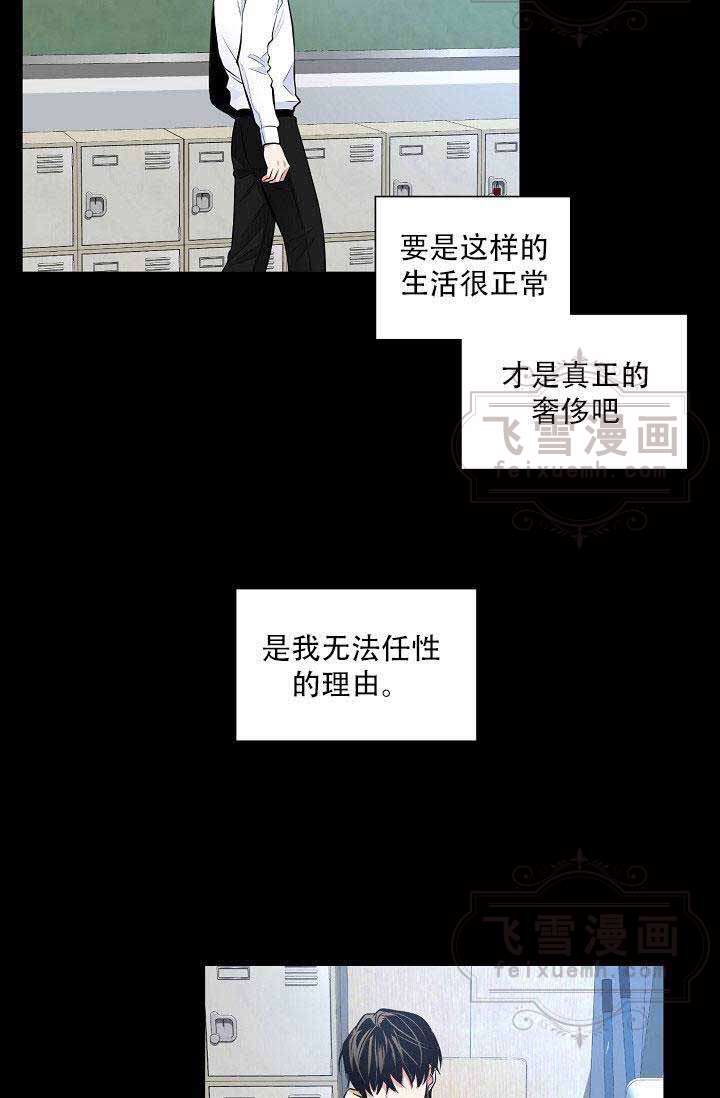 要是这样的
生活很正常
才是真正的
奢侈吧
飞雪漫画
feixuemh.com
是我无法任性
的理由。
飞雪漫画
feixuemh.com